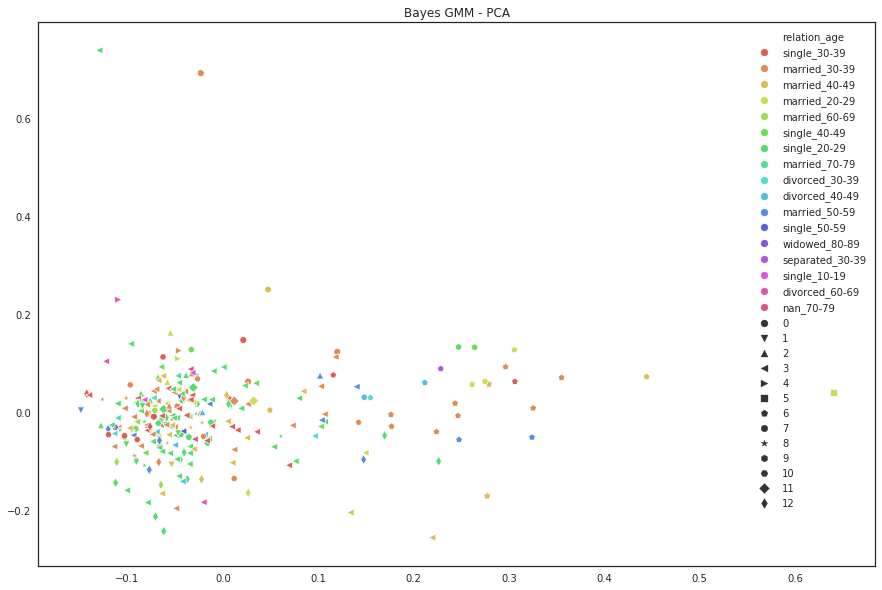 Bayes GMM - PCA
relation_age
single_30-39
married_30-39
married_40-49
married_20-29
married_60-69
single_40-49
single_20-29
married_70-79
divorced_30-39
divorced_40-49
married_50-59
single_50-59
widowed_80-89
separated_30-39
single_10-19
divorced_60-69
nan_70-79
0
1
2
3
4
5
6
7
8
9
10
11
12
0.6
0.4
0.2
0.0
−0.2
−0.1 0.0 0.1 0.2 0.3 0.4 0.5 0.6